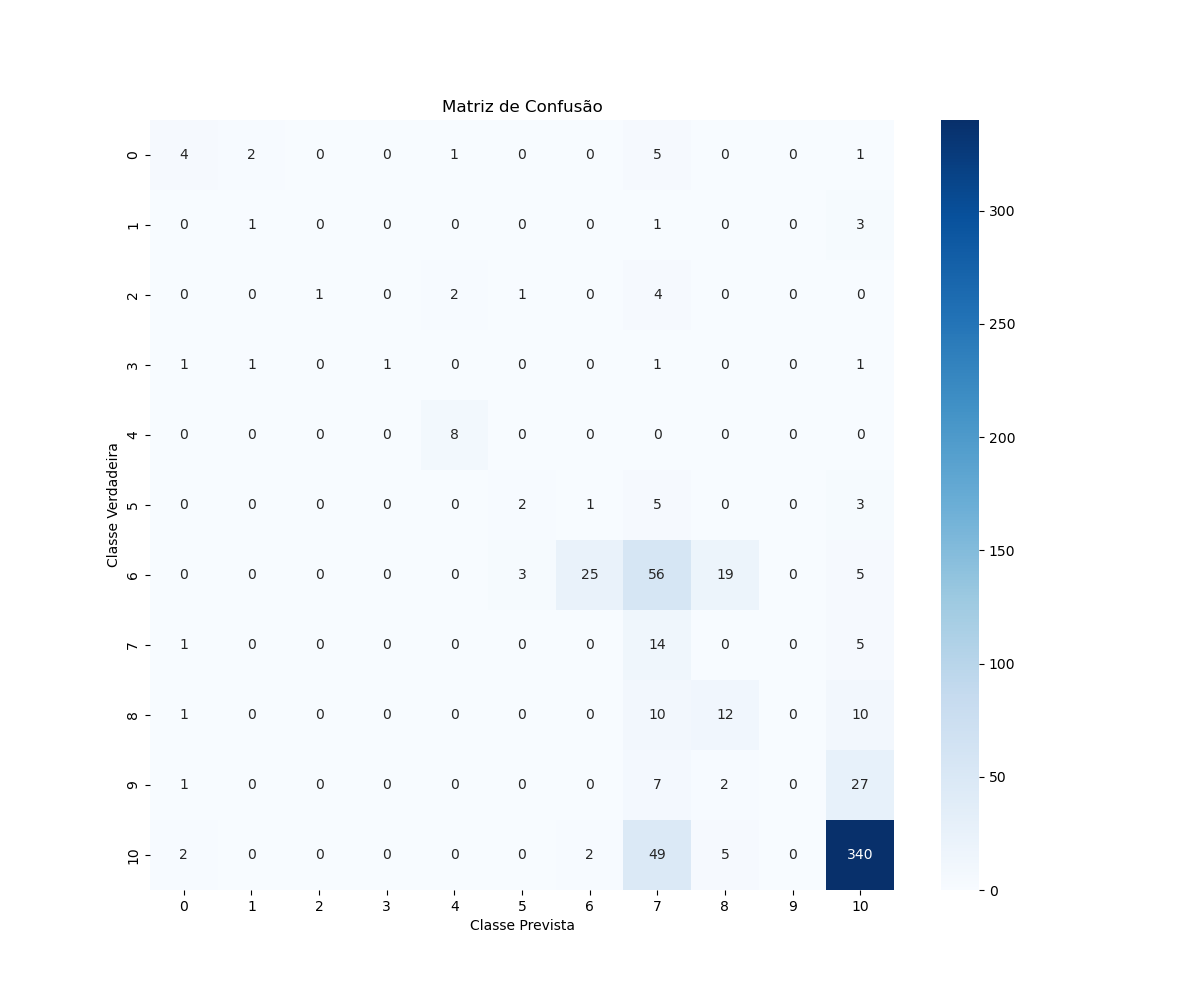 Matriz de Confusão
0 4 2 0 0 1 0 0 5 0 0 1
1 0 1 0 0 0 0 0 1 0 0 3
2 0 0 1 0 2 1 0 4 0 0 0
3 1 1 0 1 0 0 0 1 0 0 1
4 0 0 0 0 8 0 0 0 0 0 0
5 0 0 0 0 0 2 1 5 0 0 3
6 0 0 0 0 0 3 25 56 19 0 5
7 1 0 0 0 0 0 0 14 0 0 5
8 1 0 0 0 0 0 0 10 12 0 10
9 1 0 0 0 0 0 0 7 2 0 27
10 2 0 0 0 0 0 2 49 5 0 340
0 1 2 3 4 5 6 7 8 9 10
Classe Prevista
Classe Verdadeira
300
250
200
150
100
50
0